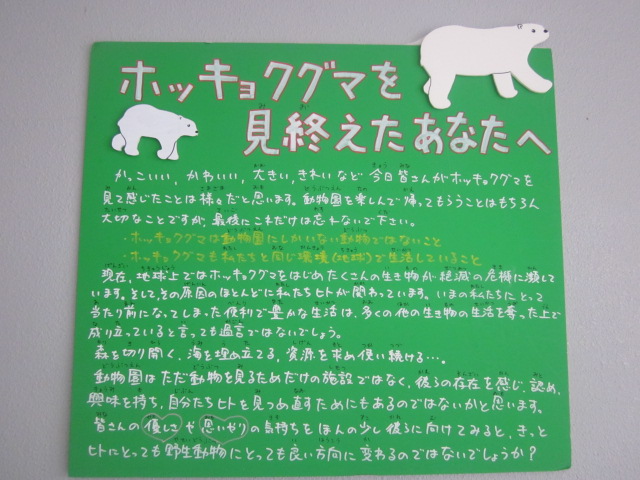 ホッキョクグマを
見終えたあなたへ
かっこいい，かわいい，大きい，きれいなど 今日皆さんがホッキョクグマを
見て感じたことは様々だと思います。動物園を楽しんで帰ってもらうことはもちろん
大切なことですが、最後にこれだけは忘れないで下さい。
・ホッキョクグマは動物園にしかいない動物ではないこと
・ホッキョクグマも私たちと同じ環境(地球)で生活していること
現在，地球上ではホッキョクグマをはじめたくさんの生き物が絶滅の危機に瀕して
います。そして，その原因のほとんどに私たちヒトが関わっています。いまの私たちにとって
当たり前になってしまった便利で豊かな生活は、多くの他の生き物の生活を奪った上で
成り立っていると言っても過言ではないでしょう。
森を切り開く、海を埋め立てる，資源を求め使い続ける…。
動物園はただ動物を見るためだけの施設ではなく、彼らの存在を感じ，認め，
興味を持ち，自分たちヒトを見つめ直すためにもあるのではないかと思います。
皆さんの優しさや思いやりの気持ちをほんの少し彼らに向けてみると、きっと
ヒトにとっても野生動物にとっても良い方向に変わるのではないでしょうか？